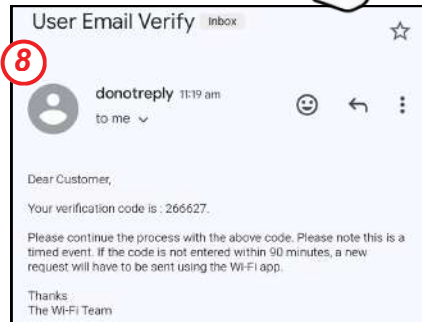 User Email Verify Inbox
8
donotreply 11:19 am
to me
Dear Customer,
Your verification code is : 266627.
Please continue the process with the above code. Please note this is a
timed event. If the code is not entered within 90 minutes, a new
request will have to be sent using the Wi-Fi app.
Thanks
The Wi-Fi Team